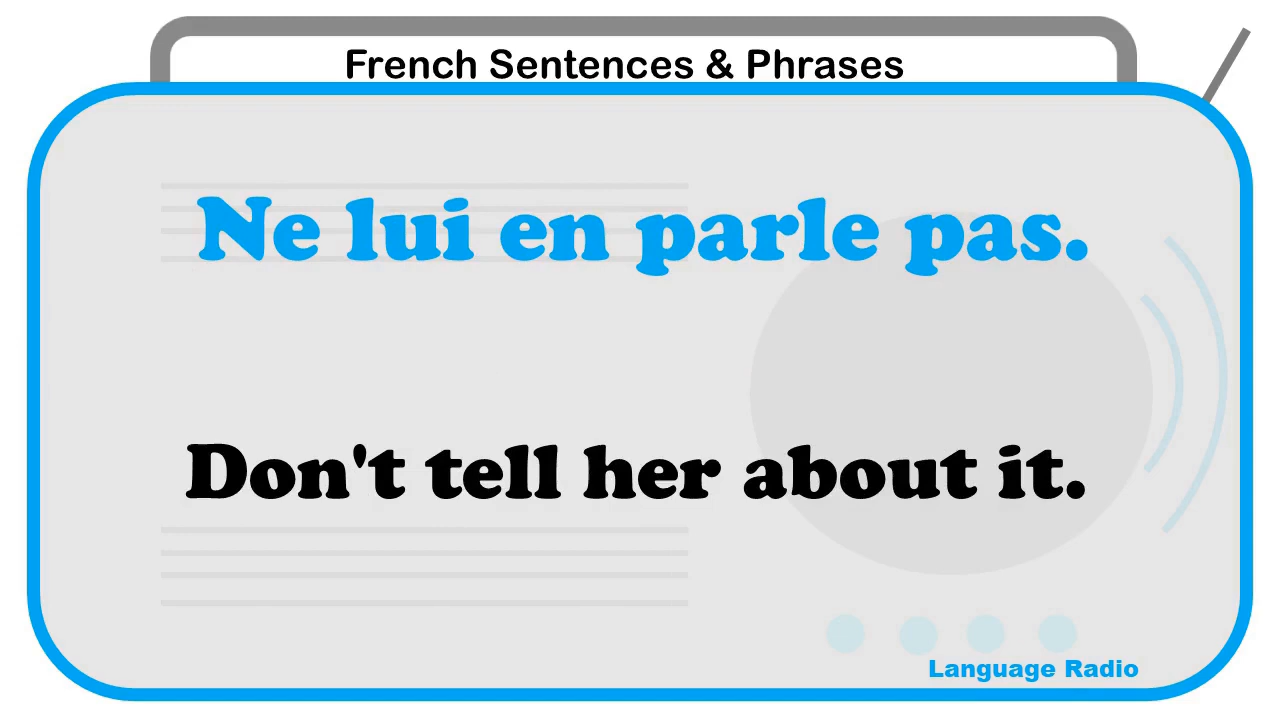 French Sentences & Phrases
Ne lui en parle pas.
Don't tell her about it.
Language Radio